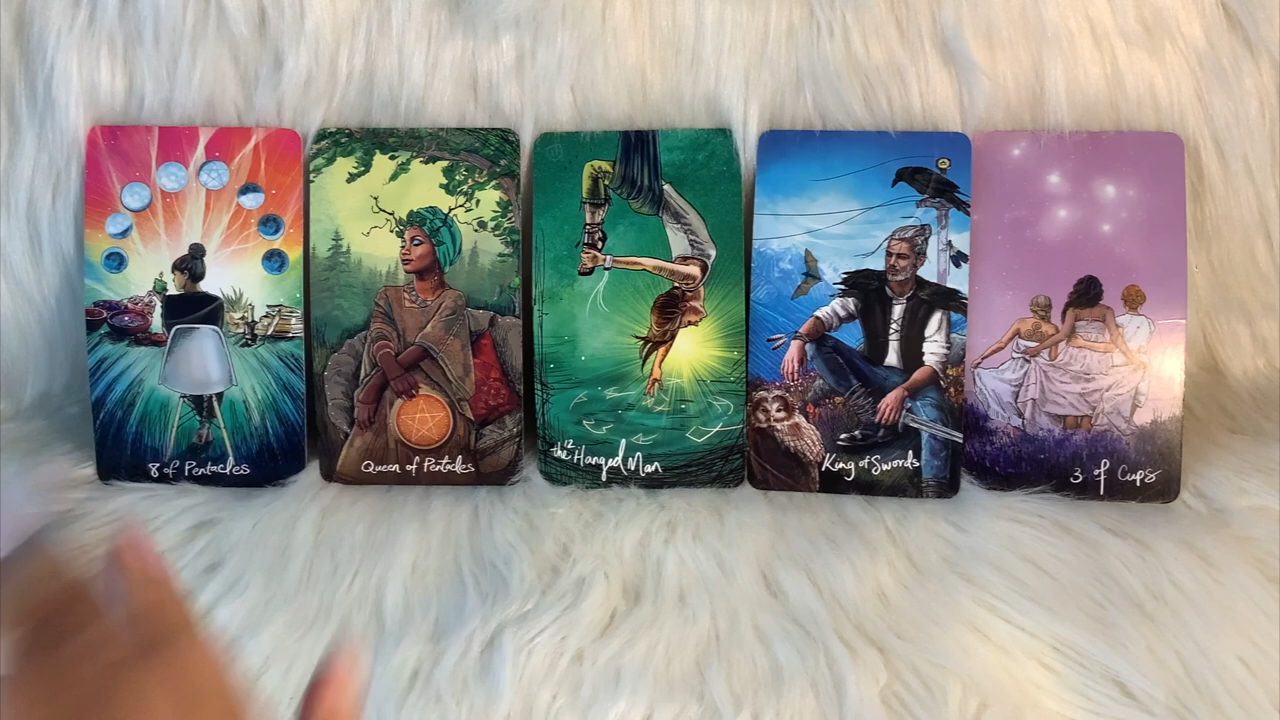 8 of Pentacles
Queen of Pentacles
12
the Hanged Man
King of Swords
3 of Cups